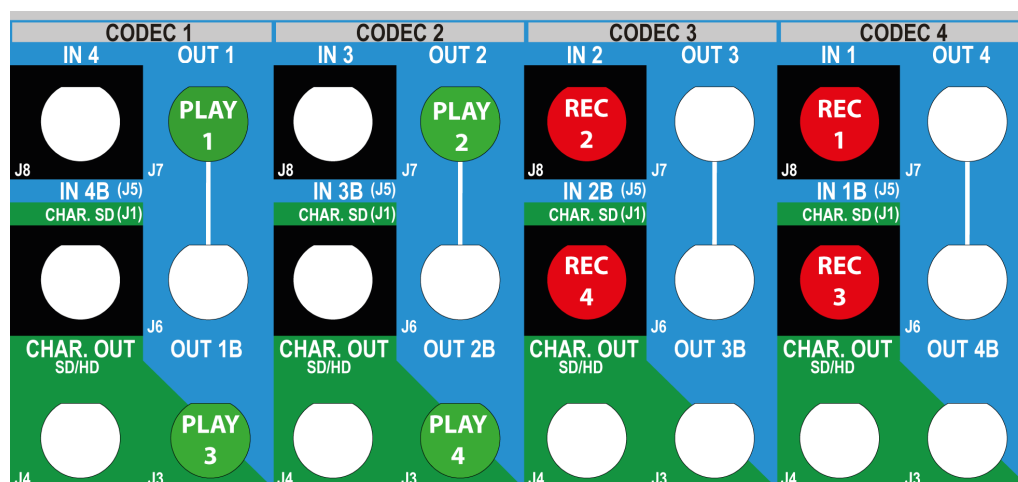 CODEC 1 CODEC 2 CODEC 3 CODEC 4
IN 4 OUT 1 IN 3 OUT 2 IN 2 OUT 3 IN 1 OUT 4
PLAY PLAY REC REC
1 2 2 1
J8 J7 J8 J7 J8 J7 J8 J7
IN 4B (J5) IN 3B (J5) IN 2B (J5) IN 1B (J5)
CHAR. SD (J1) CHAR. SD (J1) CHAR. SD (J1) CHAR. SD (J1)
REC REC
4 3
J6 J6 J6 J6
CHAR. OUT OUT 1B CHAR. OUT OUT 2B CHAR. OUT OUT 3B CHAR. OUT OUT 4B
SD/HD SD/HD SD/HD SD/HD
PLAY PLAY
3 4
J4 J3 J4 J3 J4 J3 J4 J3